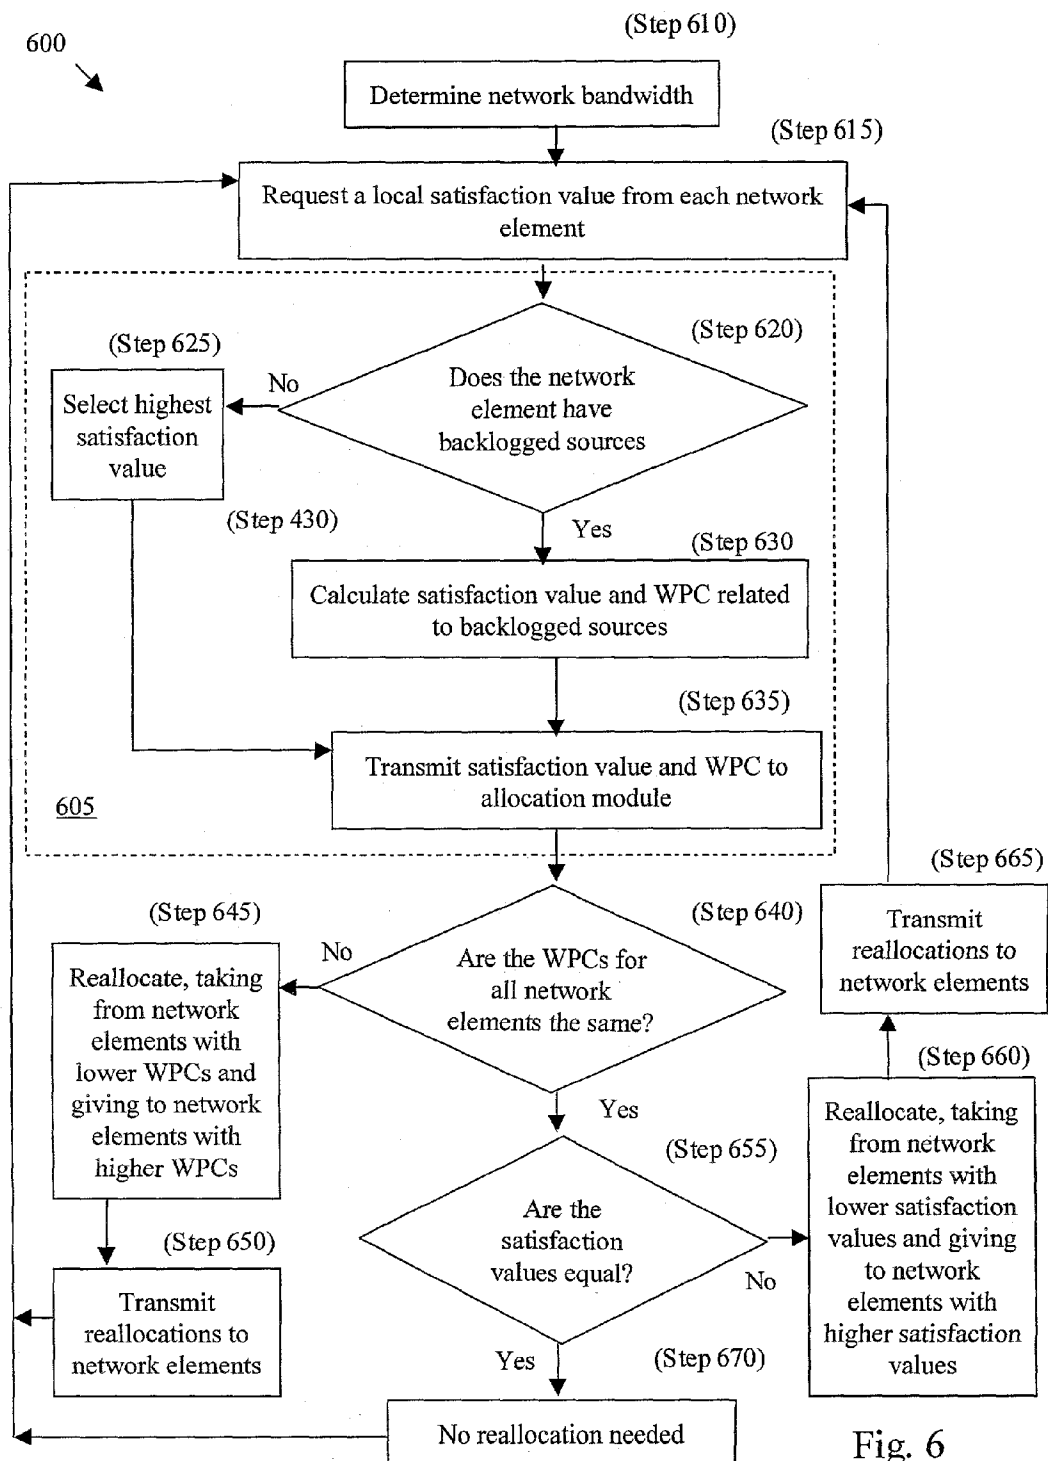 (Step 610)
600
Determine network bandwidth
(Step 615)
Request a local satisfaction value from each network
element
(Step 620)
(Step 625)
Does the network
element have
backlogged sources
No
Select highest
satisfaction
value
(Step 430)
Yes
(Step 630
Calculate satisfaction value and WPC related
to backlogged sources
(Step 635)
Transmit satisfaction value and WPC to
allocation module
605
(Step 640)
(Step 645)
No
Are the WPCs for
all network
elements the same?
Reallocate, taking
from network
elements with
lower WPCs and
giving to network
elements with
higher WPCs
(Step 665)
Transmit
reallocations to
network elements
(Step 660)
Yes
(Step 655)
Reallocate, taking
from network
elements with
lower satisfaction
values and giving
to network
elements with
higher satisfaction
values
Are the
satisfaction
values equal?
No
(Step 650)
Transmit
reallocations to
network elements
Yes
(Step 670)
No reallocation needed
Fig. 6